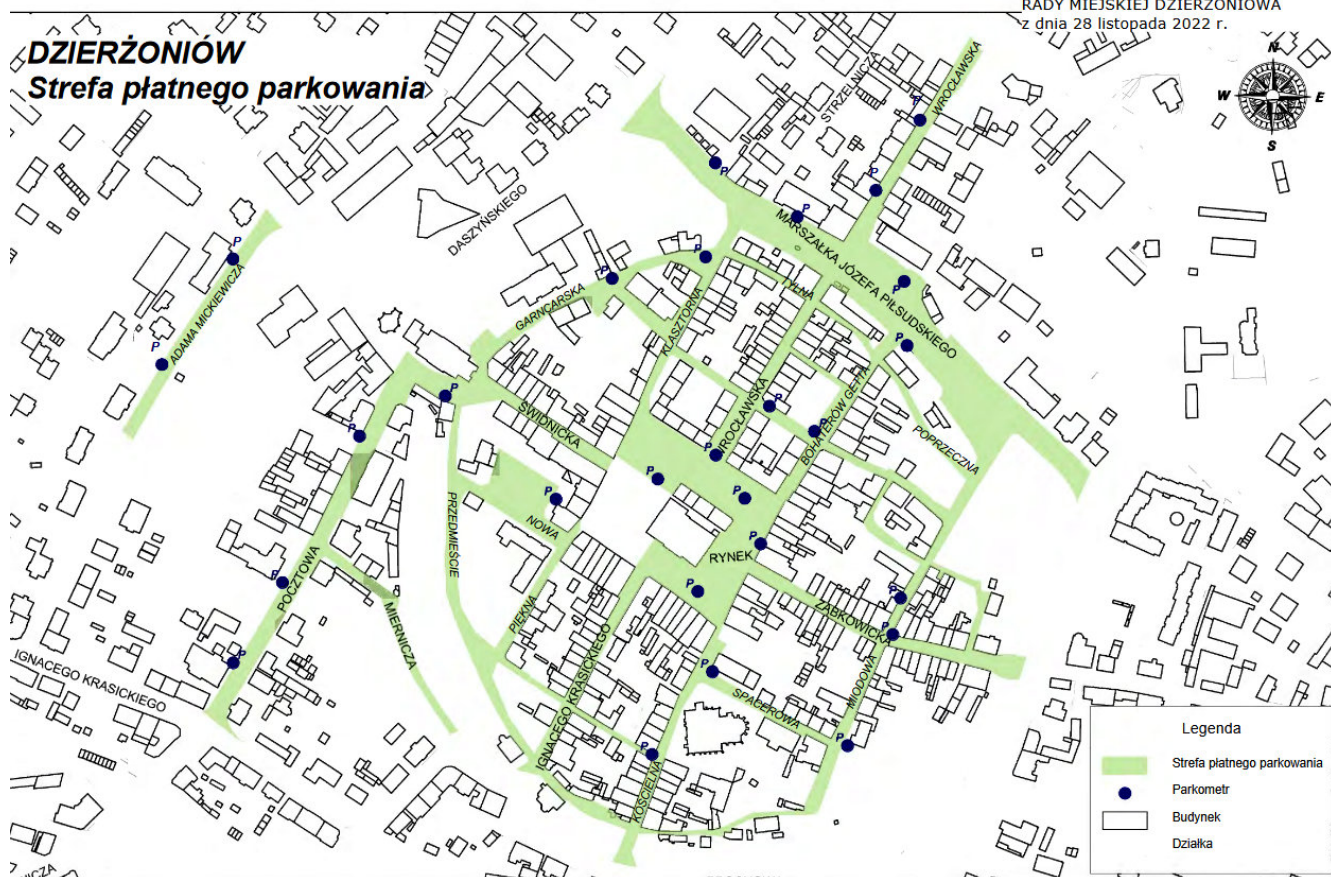 RADY MIEJSKIEJ DZIERŻONIOWA
z dnia 28 listopada 2022 r.
DZIERŻONIÓW
Strefa płatnego parkowania
N
W
E
S
STRZELNICZA
WROCŁAWSKA
P
P
P
P
DASZYŃSKIEGO
MARSZAŁKA JÓZEFA PIŁSUDSKIEGO
P
P
ADAMA MICKIEWICZA
P
P
P
GARNCARSKA
KLASZTORNA
TYLNA
P
P
P
ŚWIDNICKA
WROCŁAWSKA
P
P
BOHATERÓW GETTA
POPRZECZNA
P
P
P
P
PRZEDMIEŚCIE
NOWA
RYNEK
P
P
P
POCZTOWA
MIERNICZA
PIĘKNA
ZĄBKOWICKA
P
P
P
IGNACEGO KRASICKIEGO
IGNACEGO KRASICKIEGO
MIODOWA
SPACEROWA
P
P
P
KOŚCIELNA
Legenda
Strefa płatnego parkowania
Parkometr
Budynek
Działka